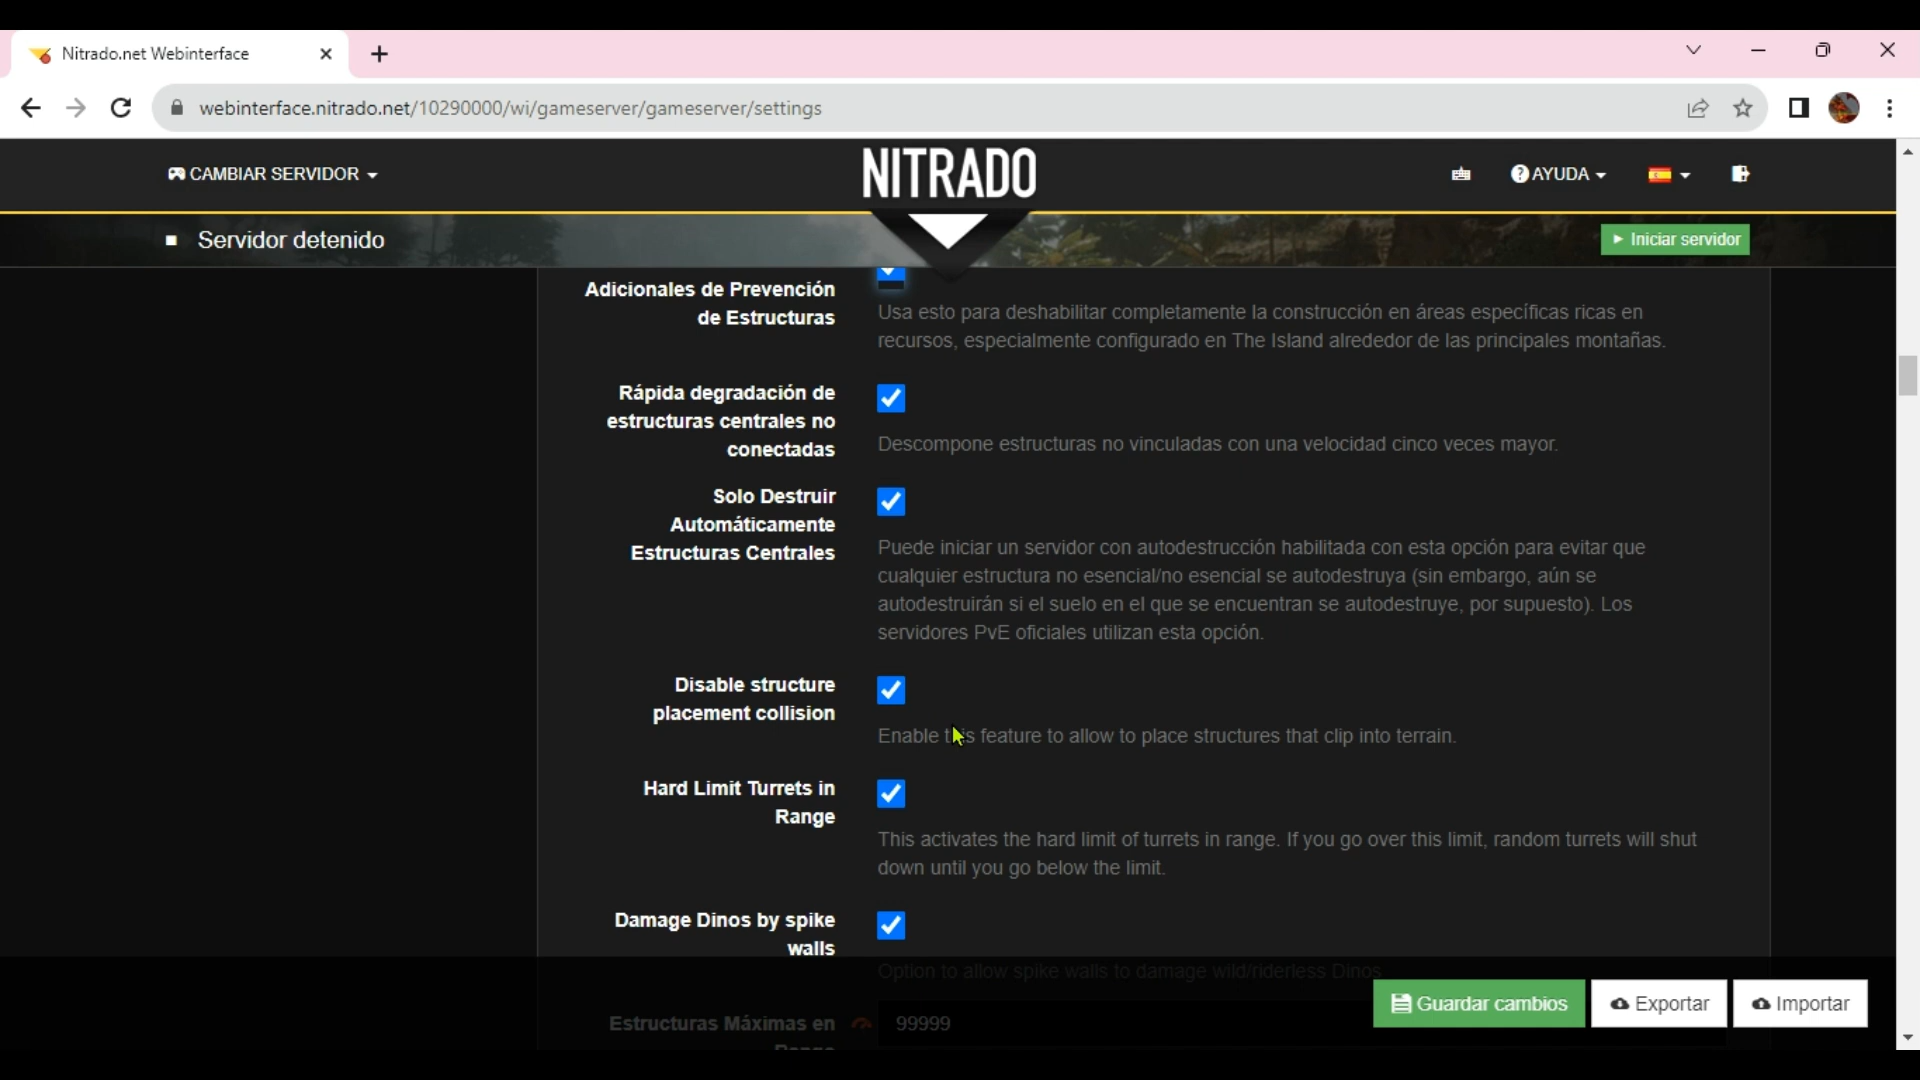 Nitrado.net Webinterface
webinterface.nitrado.net/10290000/wi/gameserver/gameserver/settings
CAMBIAR SERVIDOR
NITRADO
AYUDA
Servidor detenido
Iniciar servidor
Adicionales de Prevención
de Estructuras
Usa esto para deshabilitar completamente la construcción en áreas específicas ricas en
recursos, especialmente configurado en The Island alrededor de las principales montañas.
Rápida degradación de
estructuras centrales no
conectadas
Descompone estructuras no vinculadas con una velocidad cinco veces mayor.
Solo Destruir
Automáticamente
Estructuras Centrales
Puede iniciar un servidor con autodestrucción habilitada con esta opción para evitar que
cualquier estructura no esencial/no esencial se autodestruya (sin embargo, aún se
autodestruirán si el suelo en el que se encuentran se autodestruye, por supuesto). Los
servidores PvE oficiales utilizan esta opción.
Disable structure
placement collision
Enable this feature to allow to place structures that clip into terrain.
Hard Limit Turrets in
Range
This activates the hard limit of turrets in range. If you go over this limit, random turrets will shut
down until you go below the limit.
Damage Dinos by spike
walls
Option to allow spike walls to damage wild/riderless Dinos
Estructuras Máximas en
99999
Guardar cambios
Exportar
Importar